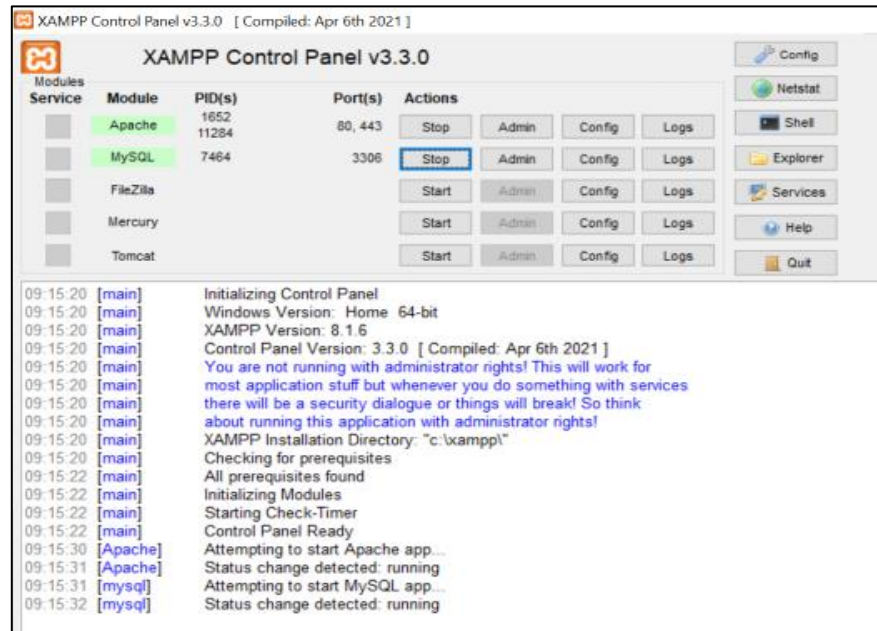 XAMPP Control Panel v3.3.0 [ Compiled: Apr 6th 2021 ]
XAMPP Control Panel v3.3.0
Modules
Service Module PID(s) Port(s) Actions
Apache 1652 11284 80, 443 Stop Admin Config Logs
MySQL 7464 3306 Stop Admin Config Logs
FileZilla Start Admin Config Logs
Mercury Start Admin Config Logs
Tomcat Start Admin Config Logs
Config
Netstat
Shell
Explorer
Services
Help
Quit
09:15:20 [main] Initializing Control Panel
09:15:20 [main] Windows Version: Home 64-bit
09:15:20 [main] XAMPP Version: 8.1.6
09:15:20 [main] Control Panel Version: 3.3.0 [ Compiled: Apr 6th 2021 ]
09:15:20 [main] You are not running with administrator rights! This will work for
09:15:20 [main] most application stuff but whenever you do something with services
09:15:20 [main] there will be a security dialogue or things will break! So think
09:15:20 [main] about running this application with administrator rights!
09:15:20 [main] XAMPP Installation Directory: "c:\xampp\"
09:15:20 [main] Checking for prerequisites
09:15:22 [main] All prerequisites found
09:15:22 [main] Initializing Modules
09:15:22 [main] Starting Check-Timer
09:15:22 [main] Control Panel Ready
09:15:30 [Apache] Attempting to start Apache app...
09:15:31 [Apache] Status change detected: running
09:15:31 [mysql] Attempting to start MySQL app...
09:15:32 [mysql] Status change detected: running